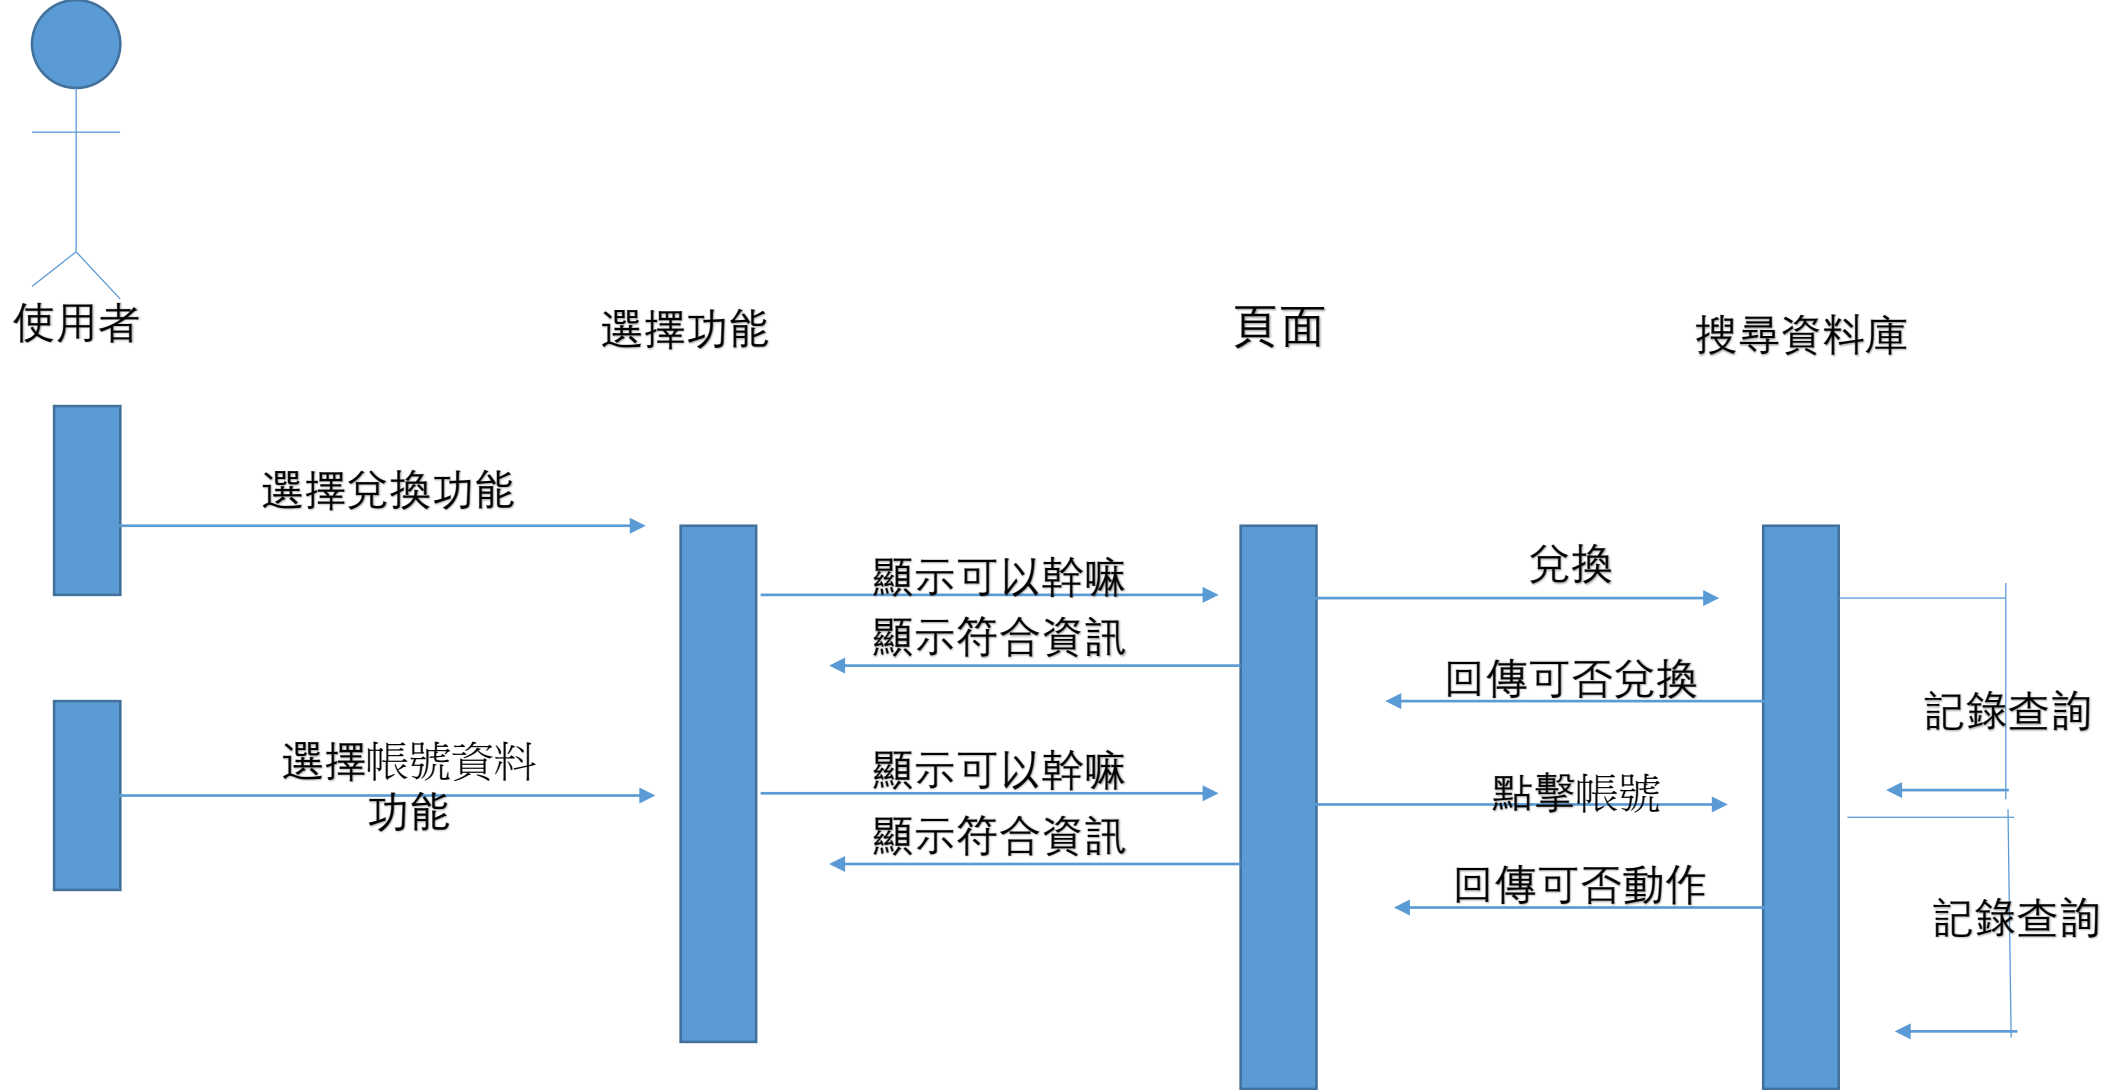 使用者
選擇功能
頁面
搜尋資料庫
選擇兌換功能
顯示可以幹嘛
兌換
顯示符合資訊
回傳可否兌換
記錄查詢
選擇帳號資料
功能
顯示可以幹嘛
點擊帳號
顯示符合資訊
回傳可否動作
記錄查詢